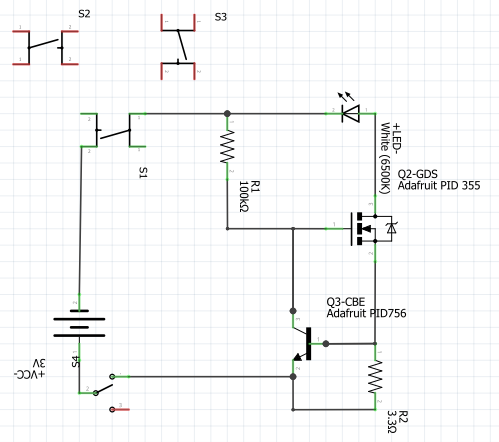 S2
S3
+LED-
White (6500K)
S1
R1
100kΩ
Q2-GDS
Adafruit PID 355
Q3-CBE
Adafruit PID756
S4
3V
+VCC-
R2
3.3Ω